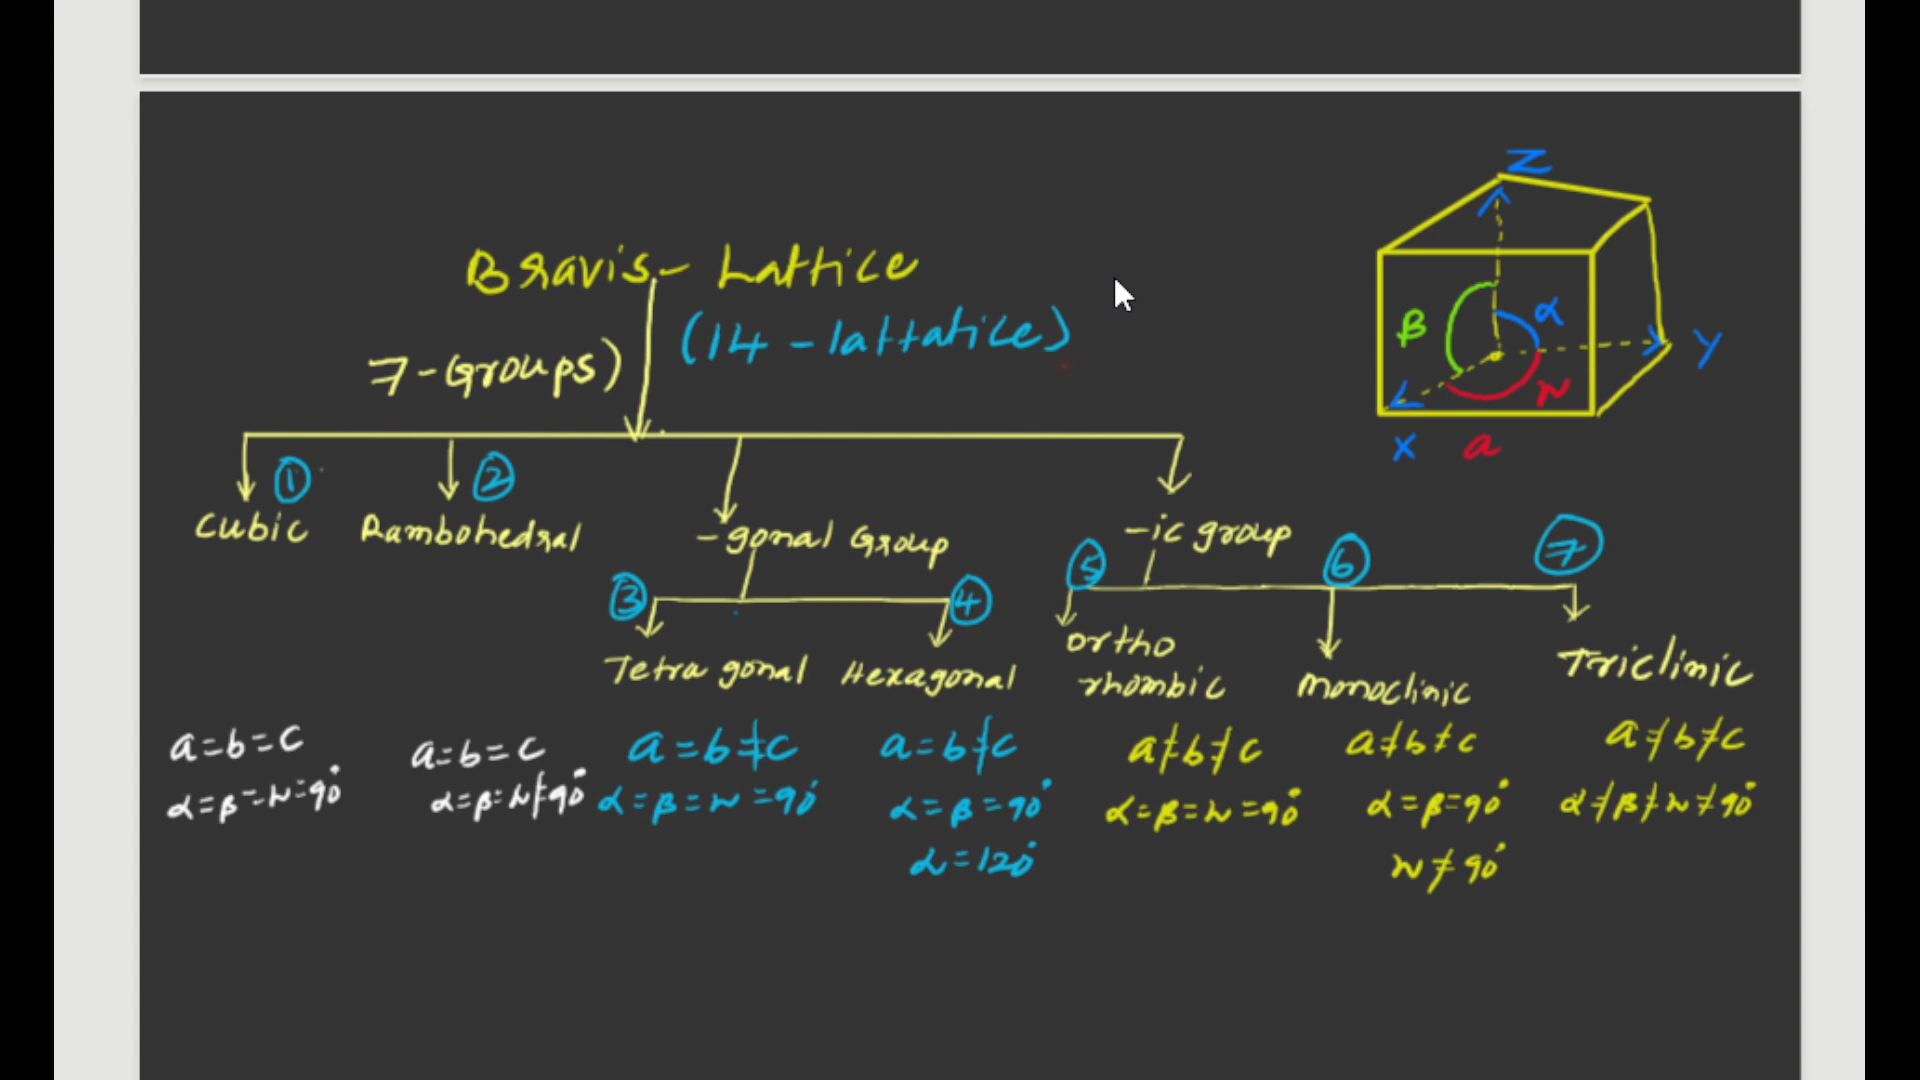 Z
Bravis - Lattice
(14 - lattatice)
7 - Groups)
β
α
Y
γ
X
a
1
2
Cubic
Rambohedral
- gonal Group
- ic group
3
4
5
6
7
Tetra gonal
Hexagonal
Ortho
rhombic
Monoclinic
Triclinic
a = b = c
α = β = γ = 90°
a = b = c
α = β = γ ≠ 90°
a = b ≠ c
α = β = γ = 90°
a = b ≠ c
α = β = 90°
α = 120°
a ≠ b ≠ c
α = β = γ = 90°
a ≠ b ≠ c
α = β = 90°
γ ≠ 90°
a ≠ b ≠ c
α ≠ β ≠ γ ≠ 90°